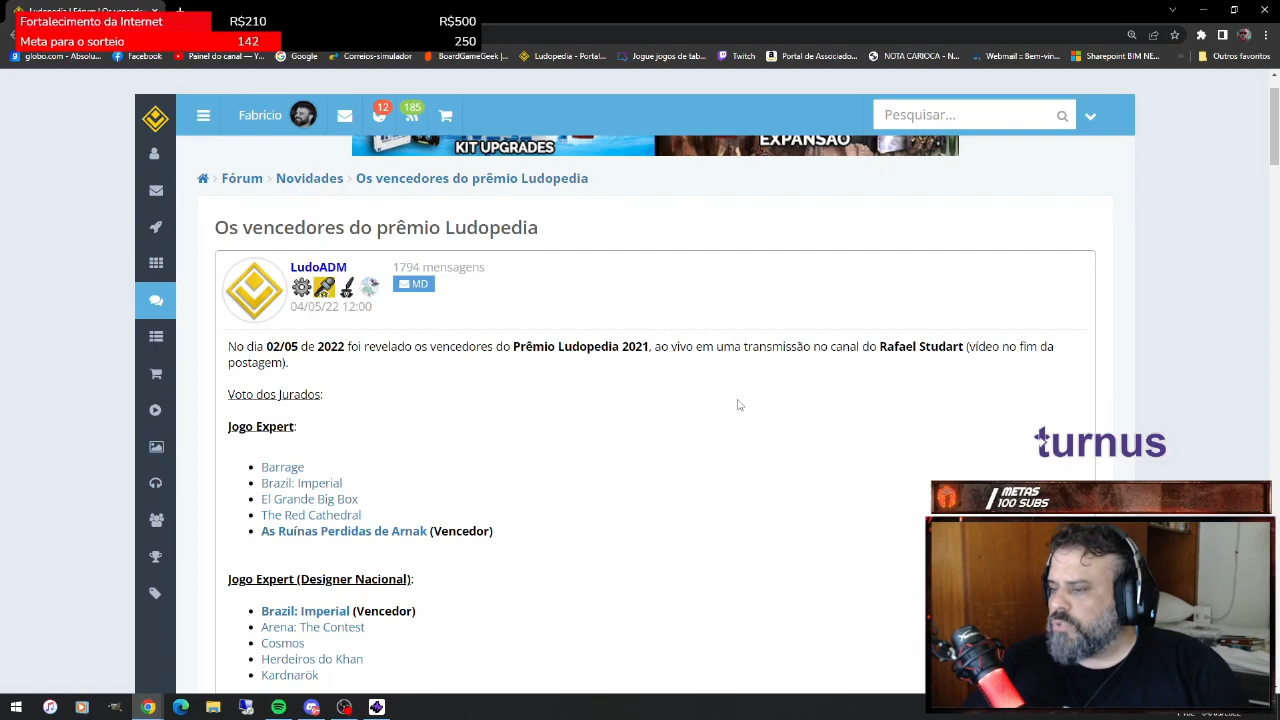 Ludopedia | Fórum | Os vencedo
Fortalecimento da Internet R$210 R$500
Meta para o sorteio 142 250
globo.com - Absolu... Facebook Painel do canal — Y... Google Correios-simulador BoardGameGeek |... Ludopedia - Portal... Jogue jogos de tab... Twitch Portal de Associado... NOTA CARIOCA - N... Webmail :: Bem-vin... Sharepoint BIM NE... Outros favoritos
Fabricio 12 185 Pesquisar...
KIT UPGRADES EXPANSÃO
Fórum > Novidades > Os vencedores do prêmio Ludopedia
Os vencedores do prêmio Ludopedia
LudoADM 1794 mensagens
MD
04/05/22 12:00
No dia 02/05 de 2022 foi revelado os vencedores do Prêmio Ludopedia 2021, ao vivo em uma transmissão no canal do Rafael Studart (vídeo no fim da
postagem).
Voto dos Jurados:
Jogo Expert:
• Barrage
• Brazil: Imperial
• El Grande Big Box
• The Red Cathedral
• As Ruínas Perdidas de Arnak (Vencedor)
Jogo Expert (Designer Nacional):
• Brazil: Imperial (Vencedor)
• Arena: The Contest
• Cosmos
• Herdeiros do Khan
• Kardnarök
turnus
METAS
100 SUBS